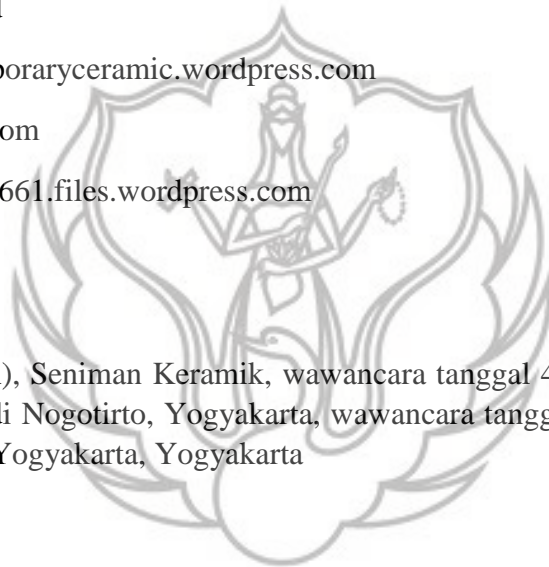 poraryceramic.wordpress.com
om
661.files.wordpress.com
), Seniman Keramik, wawancara tanggal 4
di Nogotirto, Yogyakarta, wawancara tangg
Yogyakarta, Yogyakarta